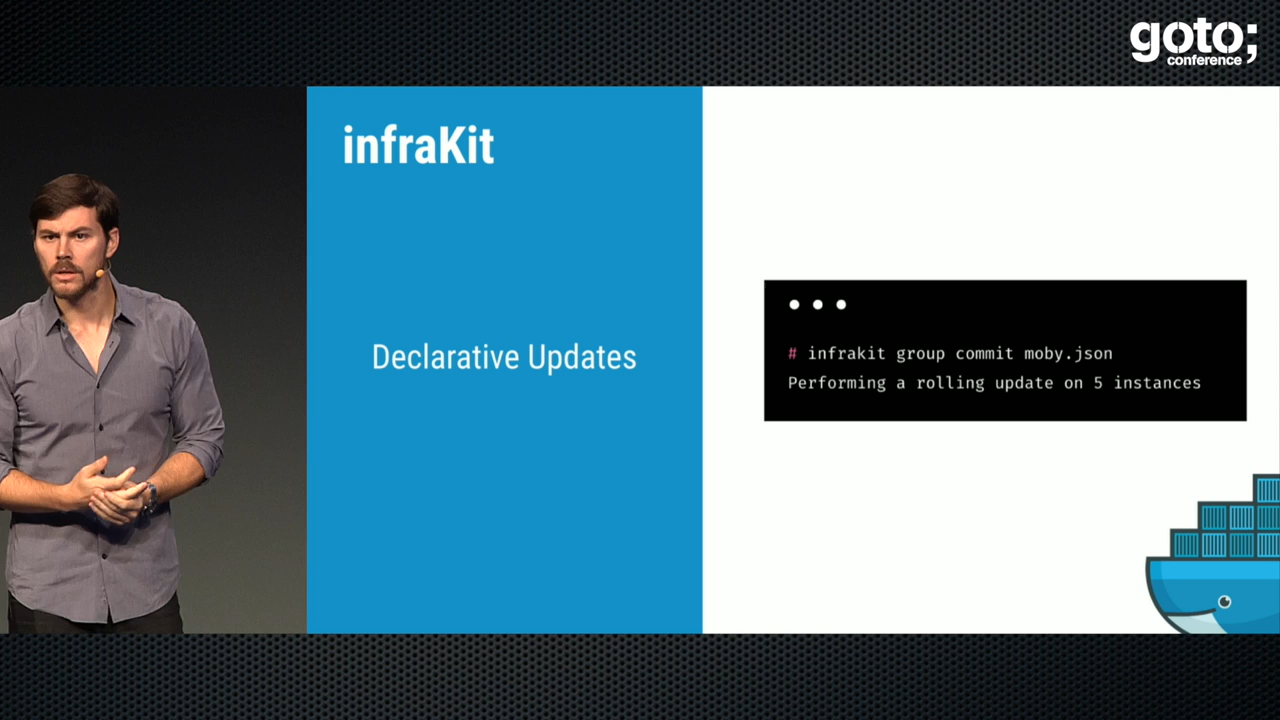 goto;
conference
infraKit
Declarative Updates
# infrakit group commit moby.json
Performing a rolling update on 5 instances